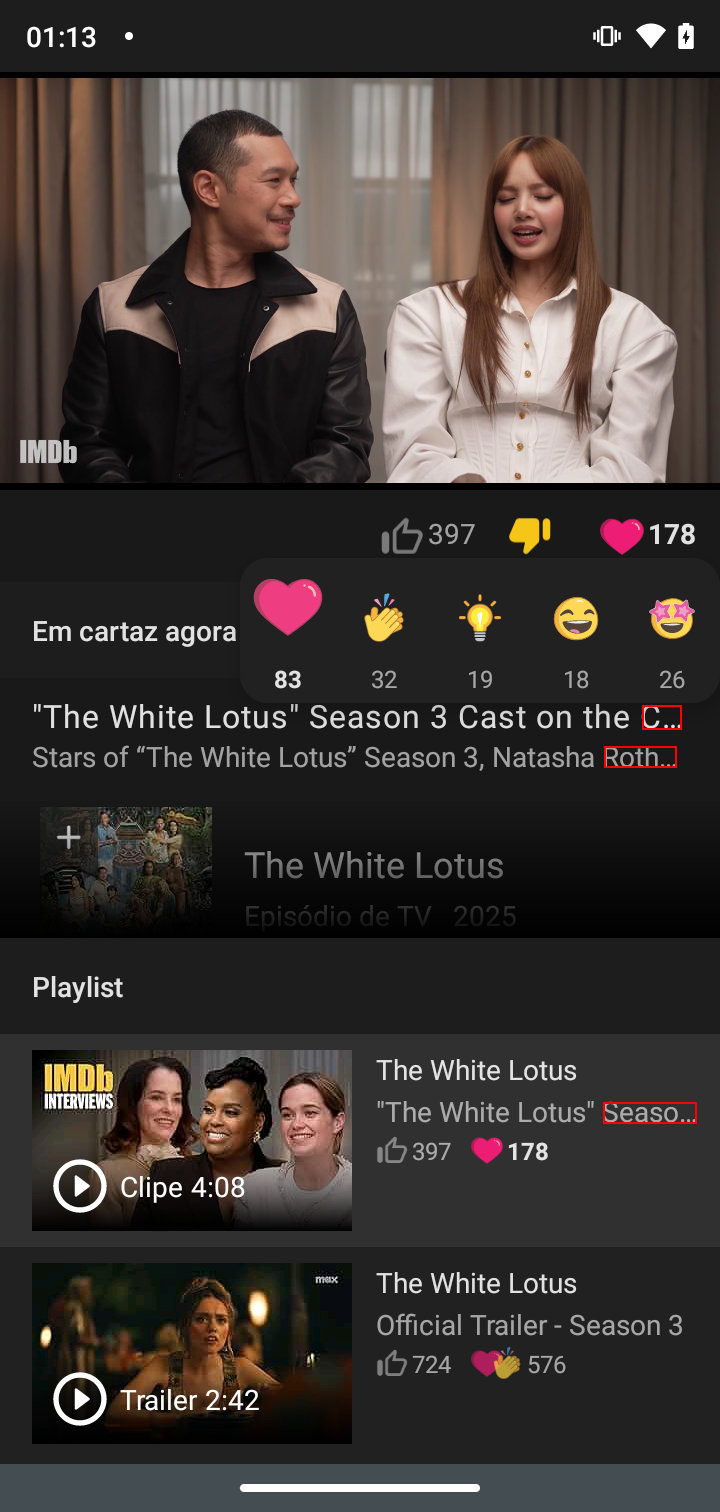 01:13
IMDb
397
178
83
32
19
18
26
Em cartaz agora
"The White Lotus" Season 3 Cast on the C...
Stars of “The White Lotus” Season 3, Natasha Roth...
The White Lotus
Episódio de TV 2025
Playlist
IMDb
INTERVIEWS
Clipe 4:08
The White Lotus
"The White Lotus" Seaso...
397
178
max
Trailer 2:42
The White Lotus
Official Trailer - Season 3
724
576